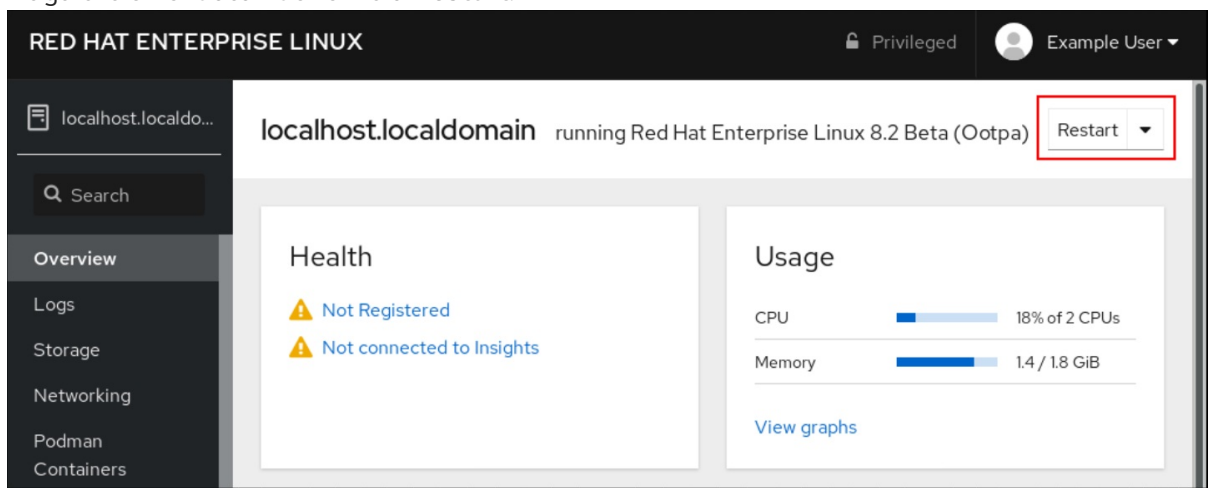 RED HAT ENTERPRISE LINUX
Privileged
Example User
localhost.localdo...
localhost.localdomain running Red Hat Enterprise Linux 8.2 Beta (Ootpa)
Restart
Search
Overview
Logs
Storage
Networking
Podman
Containers
Health
Not Registered
Not connected to Insights
Usage
CPU 18% of 2 CPUs
Memory 1.4 / 1.8 GiB
View graphs